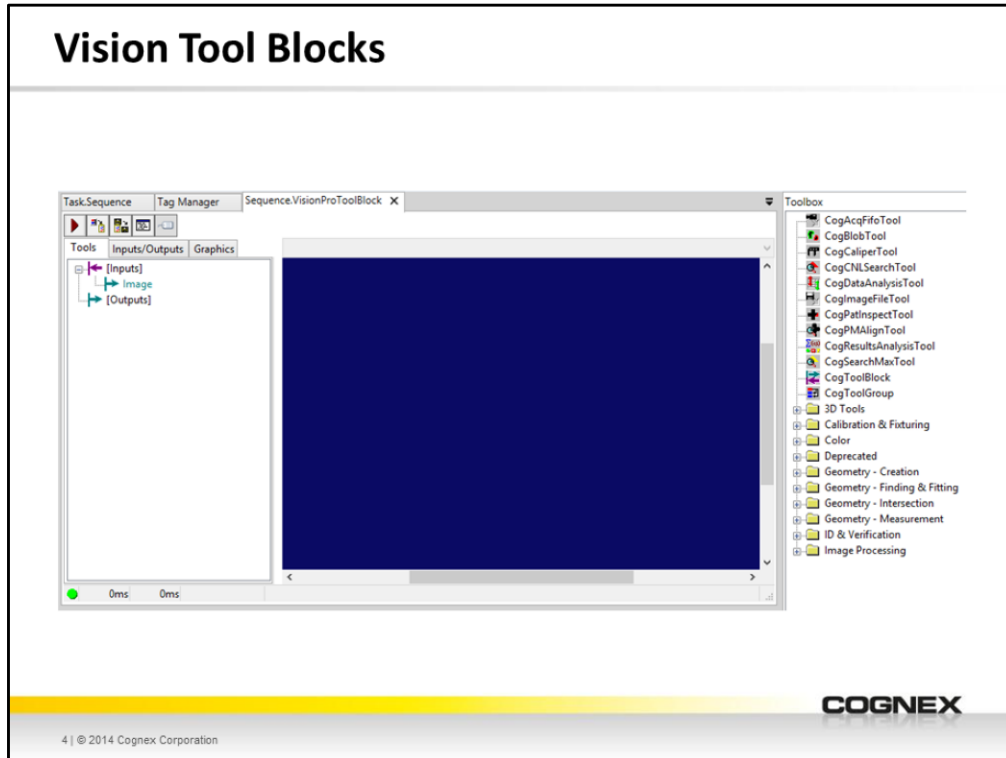 Vision Tool Blocks
Task.Sequence Tag Manager Sequence.VisionProToolBlock X
Toolbox
Tools Inputs/Outputs Graphics
[Inputs]
Image
[Outputs]
0ms 0ms
CogAcqFifoTool
CogBlobTool
CogCaliperTool
CogCNLSearchTool
CogDataAnalysisTool
CogImageFileTool
CogPatInspectTool
CogPMAlignTool
CogResultsAnalysisTool
CogSearchMaxTool
CogToolBlock
CogToolGroup
3D Tools
Calibration & Fixturing
Color
Deprecated
Geometry - Creation
Geometry - Finding & Fitting
Geometry - Intersection
Geometry - Measurement
ID & Verification
Image Processing
COGNEX
4 | © 2014 Cognex Corporation